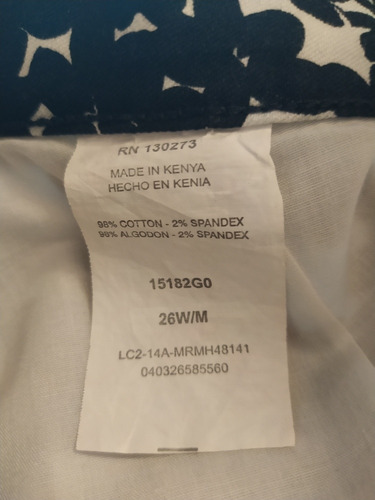 RN 130273
MADE IN KENYA
HECHO EN KENIA
98% COTTON - 2% SPANDEX
98% ALGODON - 2% SPANDEX
15182G0
26W/M
LC2-14A-MRMH48141
040326585560